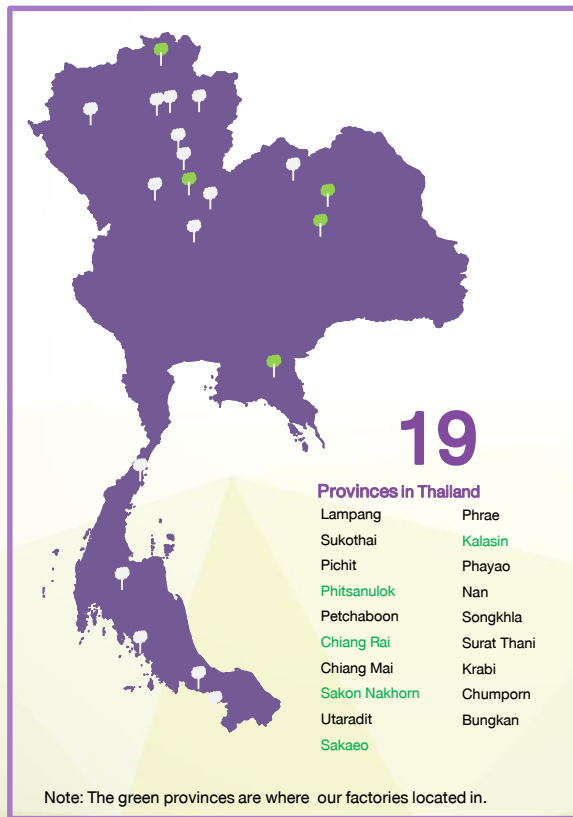 19
Provinces in Thailand
Lampang
Sukothai
Pichit
Phitsanulok
Petchaboon
Chiang Rai
Chiang Mai
Sakon Nakhorn
Utaradit
Sakaeo
Phrae
Kalasin
Phayao
Nan
Songkhla
Surat Thani
Krabi
Chumporn
Bungkan
Note: The green provinces are where our factories located in.